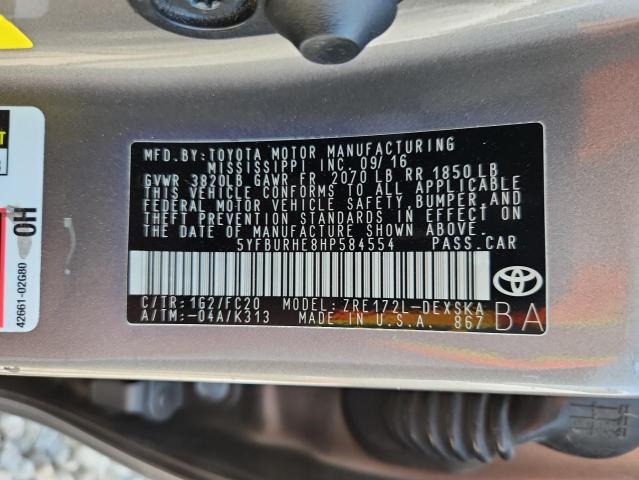 MFD. BY: TOYOTA MOTOR MANUFACTURING
MISSISSIPPI INC. 09/16
GVWR 3820LB GAWR FR 2070 LB RR 1850 LB
THIS VEHICLE CONFORMS TO ALL APPLICABLE
FEDERAL MOTOR VEHICLE SAFETY, BUMPER, AND
THEFT PREVENTION STANDARDS IN EFFECT ON
THE DATE OF MANUFACTURE SHOWN ABOVE.
5YFBURHE8HP584554 PASS.CAR
C/TR: 1G2/FC20 MODEL: ZRE172L-DEXSKA
A/TM: -04A/K313 MADE IN U.S.A. 867
BA
TOYOTA
42661-02G80
OH